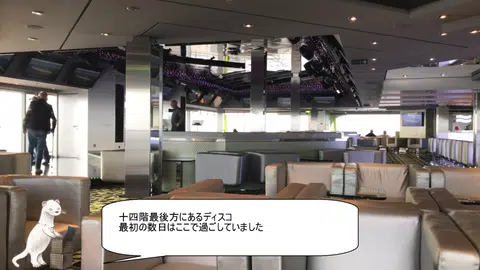 十四階最後方にあるディスコ
最初の数日はここで過ごしていました